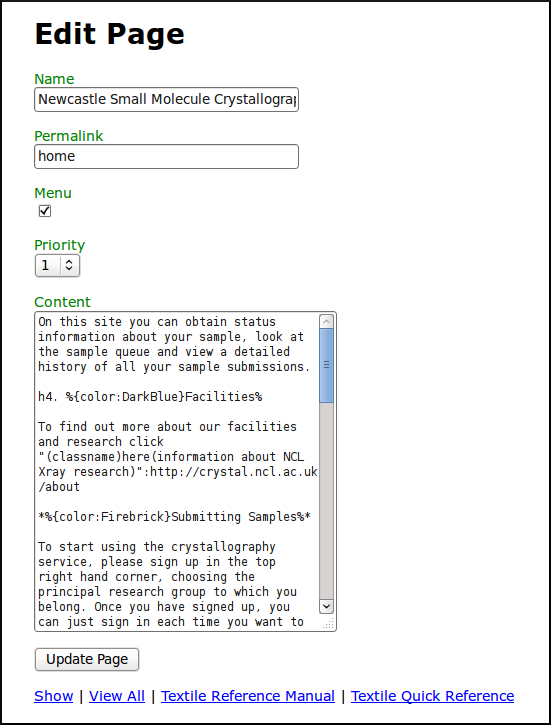 Edit Page
Name
Newcastle Small Molecule
Permalink
home
Menu
Priority
1
Content
On this site you can obtain status
information about your sample, look at
the sample queue and view a detailed
history of all your sample submissions.
h4. %{color:DarkBlue}Facilities%
To find out more about our facilities
and research click
"(classname)here(information about NCL
Xray research)":http://crystal.ncl.ac.uk
/about
*%{color:Firebrick}Submitting Samples%*
To start using the crystallography
service, please sign up in the top
right hand corner, choosing the
principal research group to which you
belong. Once you have signed up, you
can just sign in each time you want to
Update Page
Show | View All | Textile Reference Manual | Textile Quick Reference